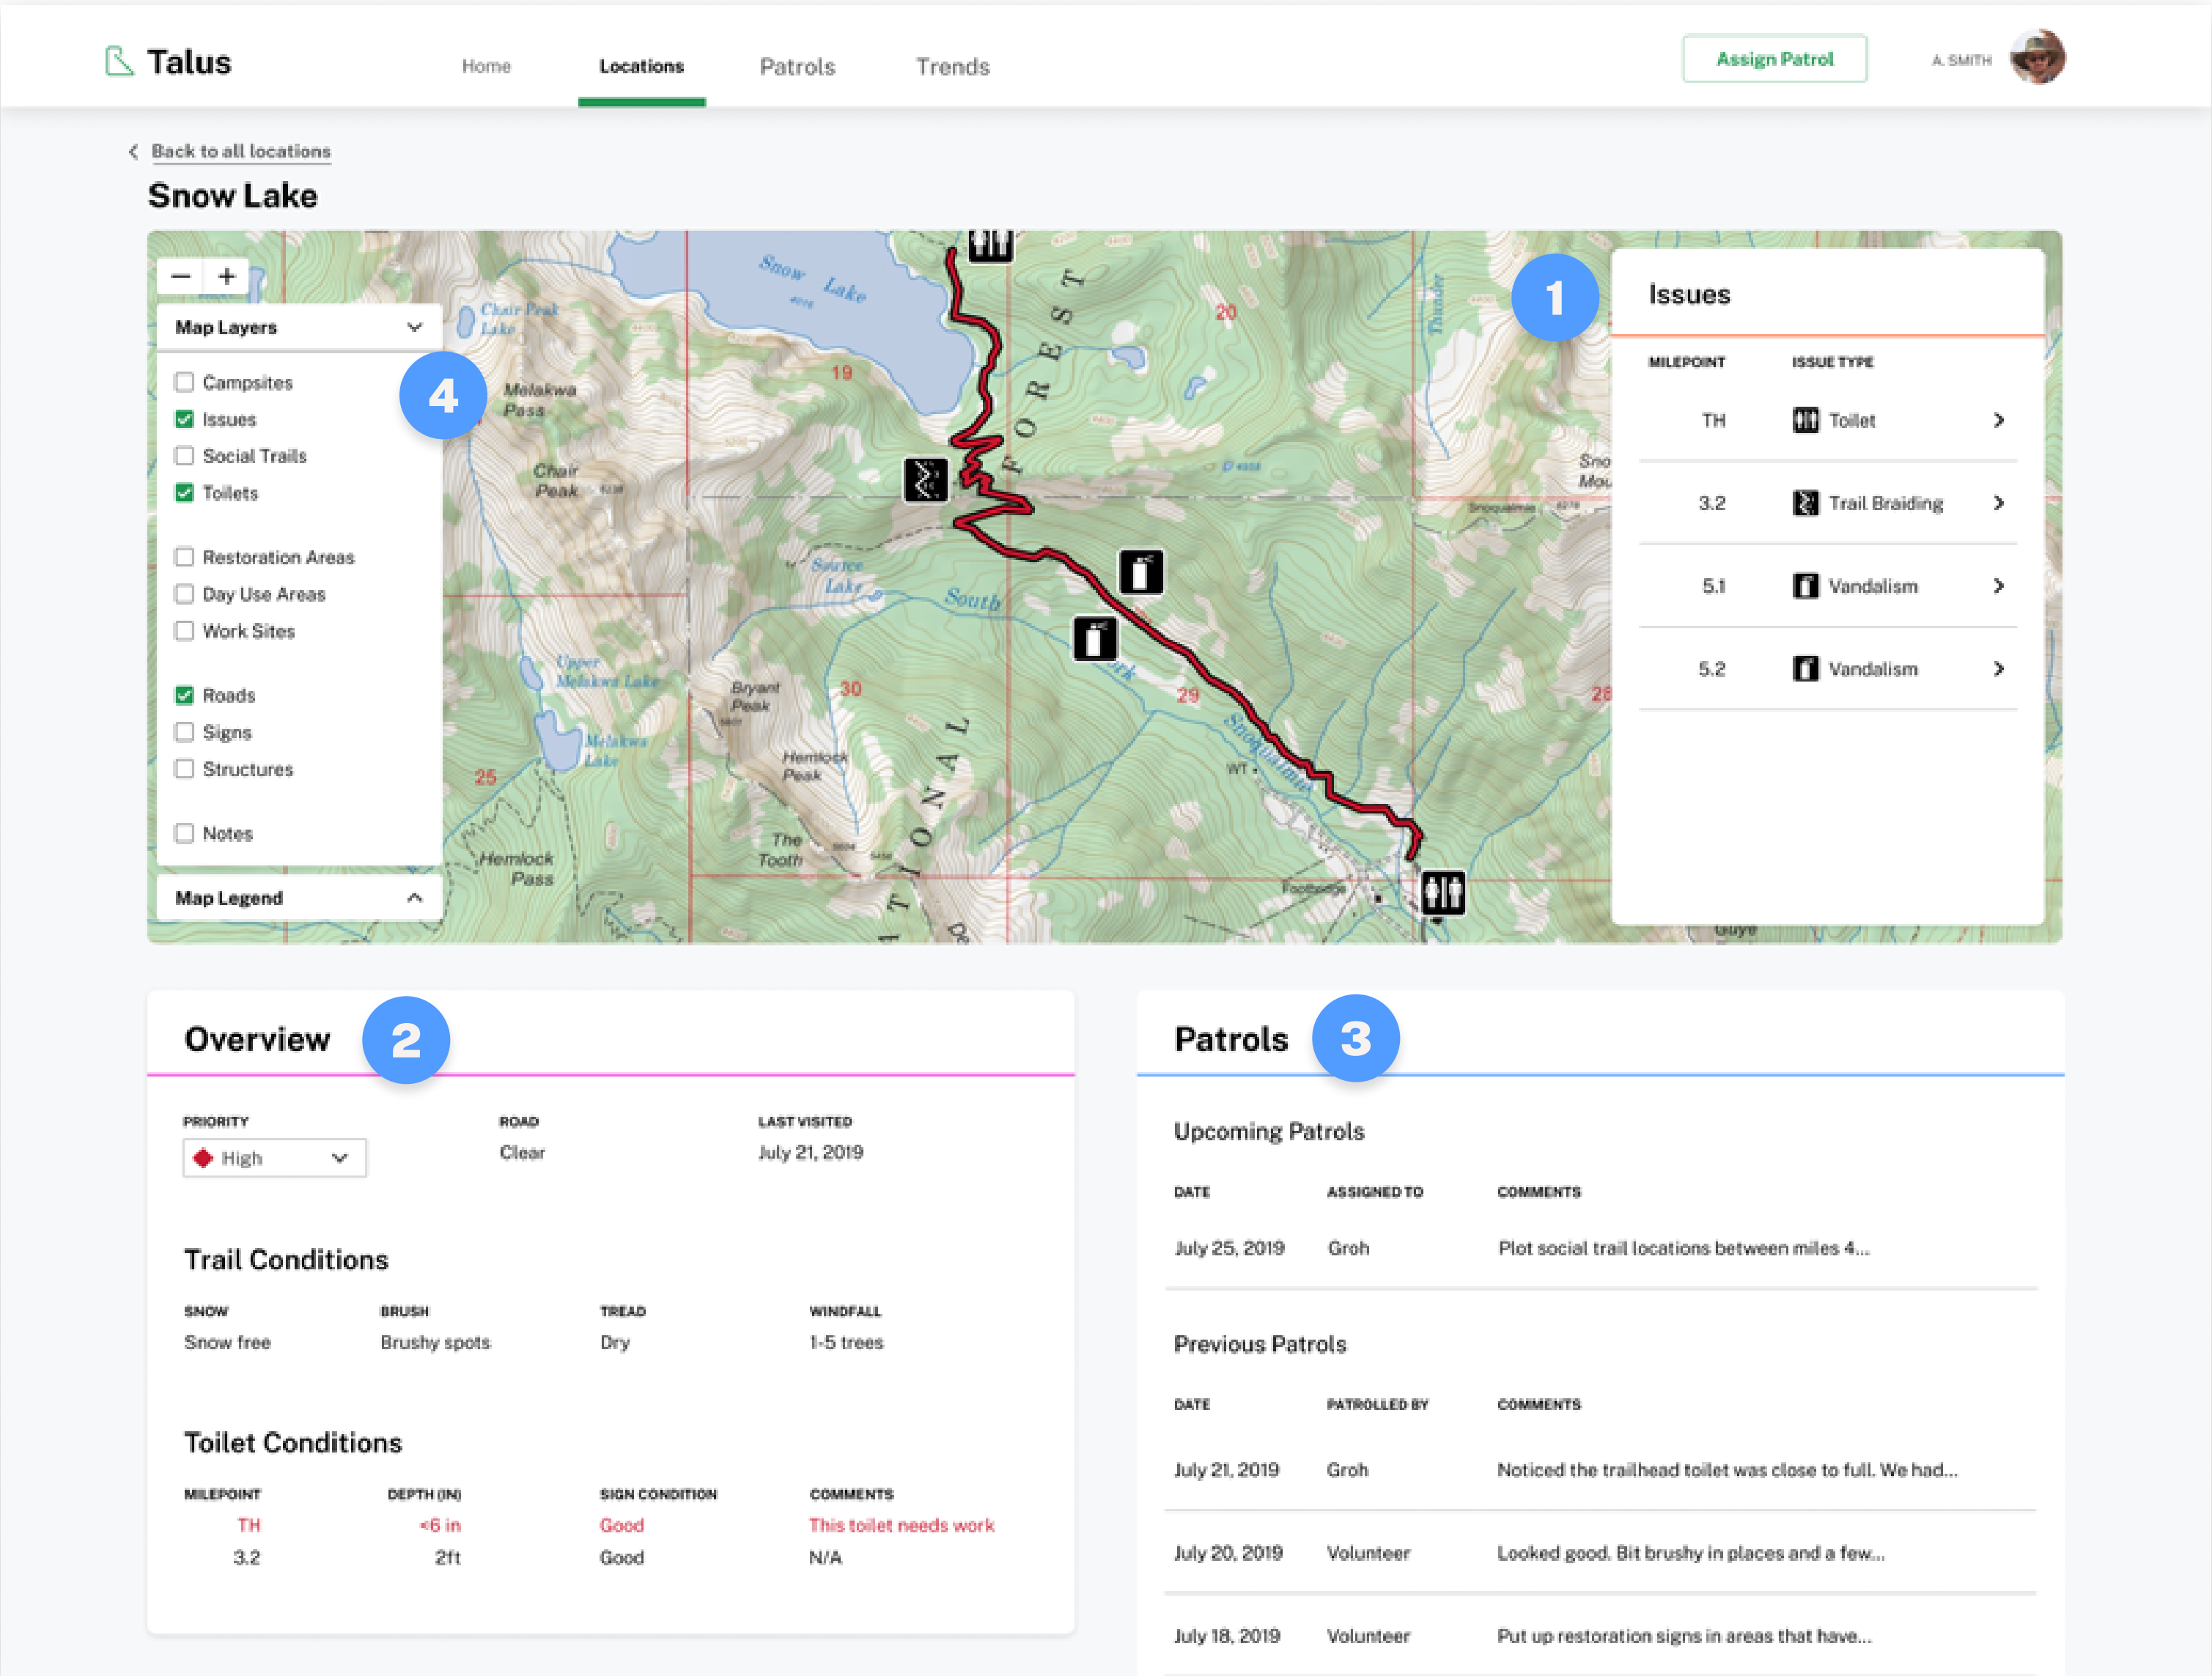 Talus
Home
Locations
Patrols
Trends
Assign Patrol
A. SMITH
Back to all locations
Snow Lake
− +
Map Layers
Campsites
Issues
Social Trails
Toilets
Restoration Areas
Day Use Areas
Work Sites
Roads
Signs
Structures
Notes
Map Legend
4
Snow Lake
Chair Peak
Lake
Melakwa
Pass
Chair
Peak
19
20
FOREST
Thunder
Source
Lake
South
Snoqualmie
Upper
Melakwa Lake
Bryant
Peak
30
29
28
Melakwa
Lake
Hemlock
Peak
25
WT
The
Tooth
Hemlock
Pass
Footbridge
Guye
1
Issues
MILEPOINT ISSUE TYPE
TH Toilet
3.2 Trail Braiding
5.1 Vandalism
5.2 Vandalism
Overview
2
PRIORITY ROAD LAST VISITED
High Clear July 21, 2019
Trail Conditions
SNOW BRUSH TREAD WINDFALL
Snow free Brushy spots Dry 1-5 trees
Toilet Conditions
MILEPOINT DEPTH (IN) SIGN CONDITION COMMENTS
TH <6 in Good This toilet needs work
3.2 2ft Good N/A
Patrols
3
Upcoming Patrols
DATE ASSIGNED TO COMMENTS
July 25, 2019 Groh Plot social trail locations between miles 4...
Previous Patrols
DATE PATROLLED BY COMMENTS
July 21, 2019 Groh Noticed the trailhead toilet was close to full. We had...
July 20, 2019 Volunteer Looked good. Bit brushy in places and a few...
July 18, 2019 Volunteer Put up restoration signs in areas that have...